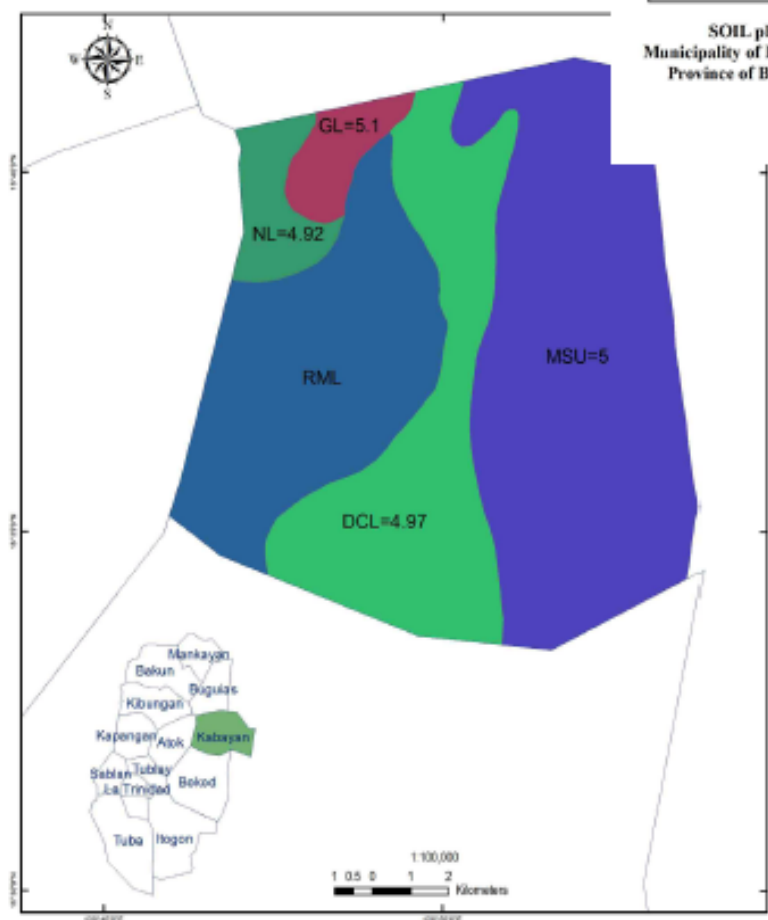 SOIL p
Municipality of
Province of B
N
W E
S
GL=5.1
NL=4.92
MSU=5
RML
DCL=4.97
Mankayan
Bakun
Buguias
Kibungan
Kapangan
Atok
Kabayan
Sablan
Tublay
La Trinidad
Bokod
Tuba
Itogon
1:100,000
1 0.5 0 1 2
Kilometers